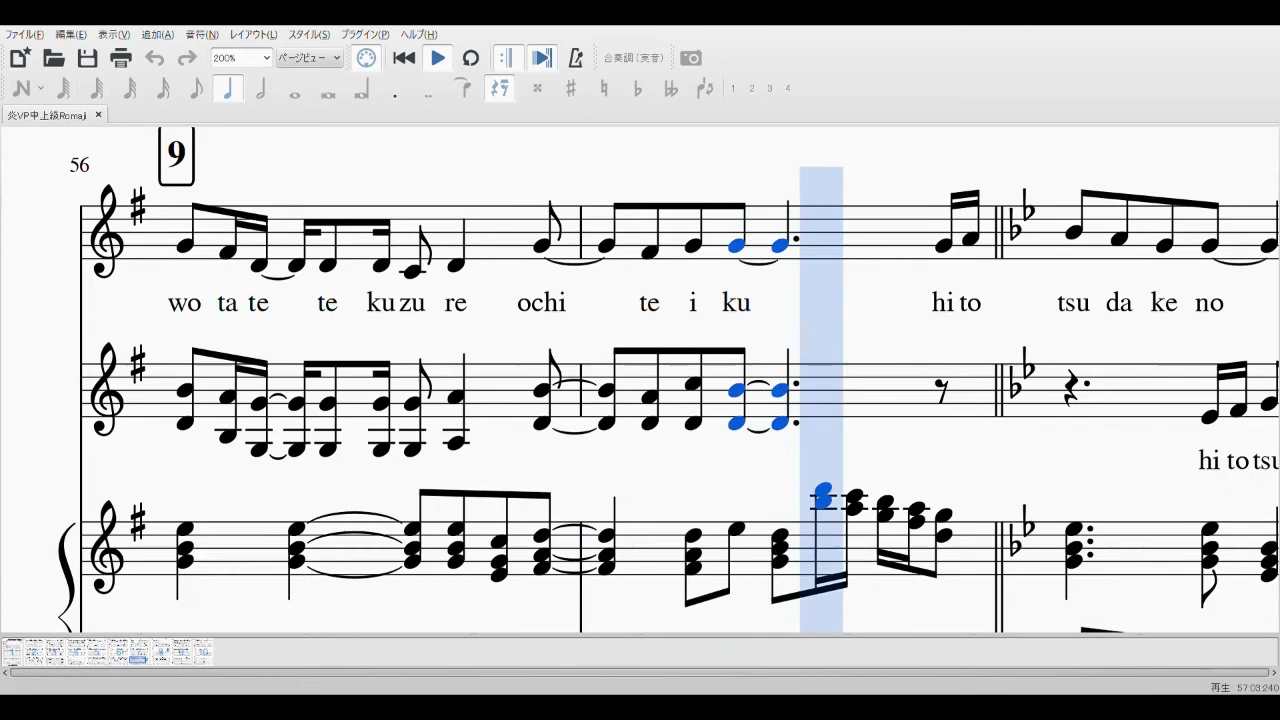 ファイル(F) 編集(E) 表示(V) 追加(A) 音符(N) レイアウト(L) スタイル(S) プラグイン(P) ヘルプ(H)
200% ページビュー 合奏調(実音)
1 2 3 4
炎VP中上級Romaji ×
9
56
wo ta te te ku zu re ochi te i ku hi to tsu da ke no
hi to tsu
再生 57:03:240